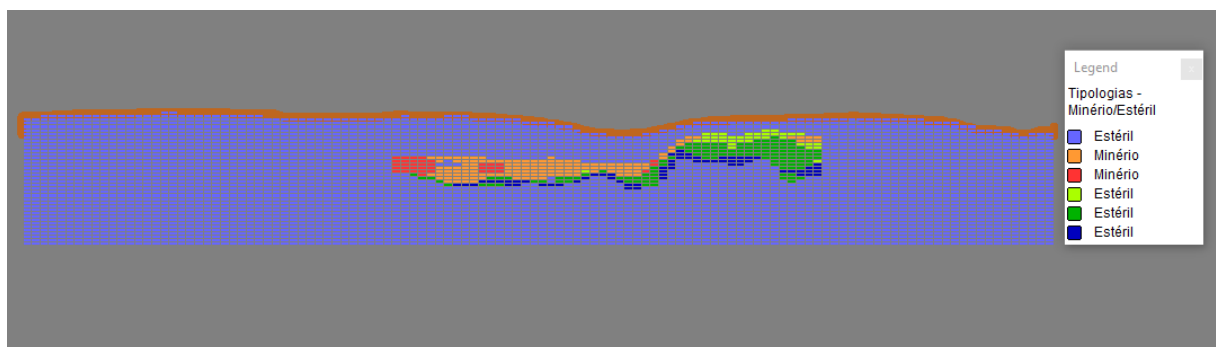 Legend
Tipologias -
Minério/Estéril
Estéril
Minério
Minério
Estéril
Estéril
Estéril